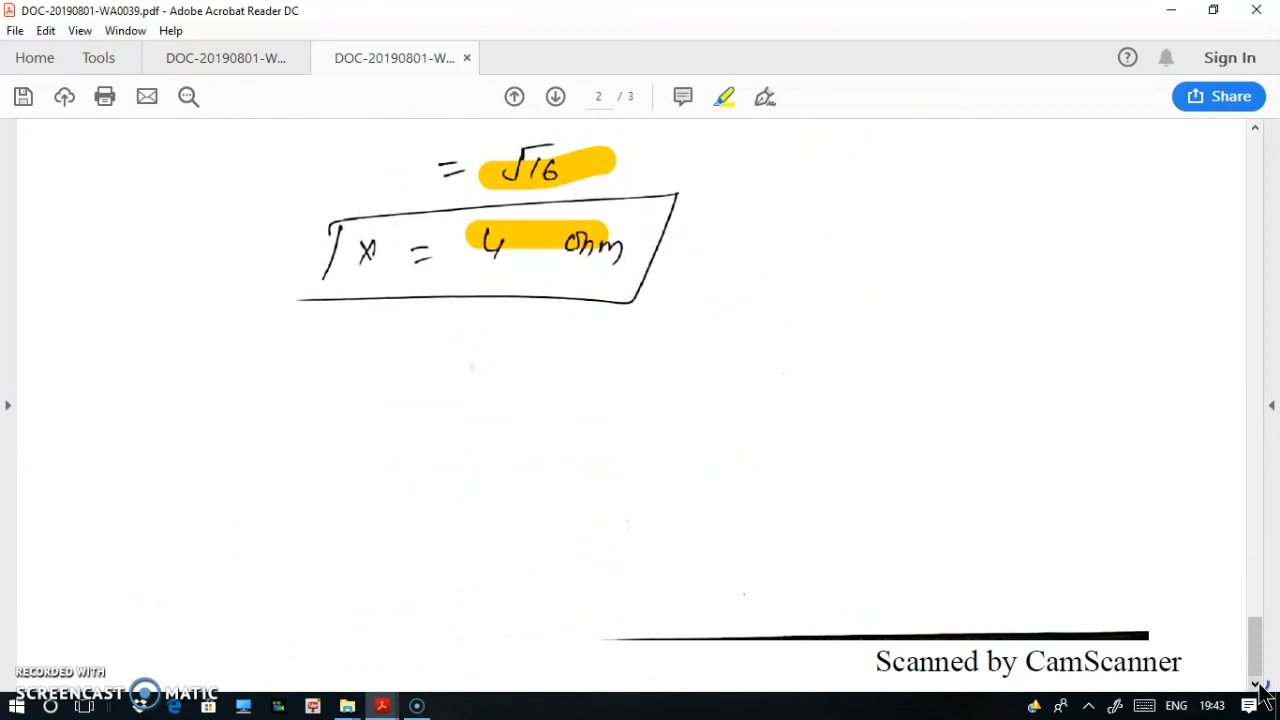 DOC-20190801-WA0039.pdf - Adobe Acrobat Reader DC
File Edit View Window Help
Home Tools DOC-20190801-W... DOC-20190801-W... × ? Sign In
2 / 3 Share
= √16
x = 4 ohm
Scanned by CamScanner
RECORDED WITH
SCREENCAST MATIC
ENG 19:43